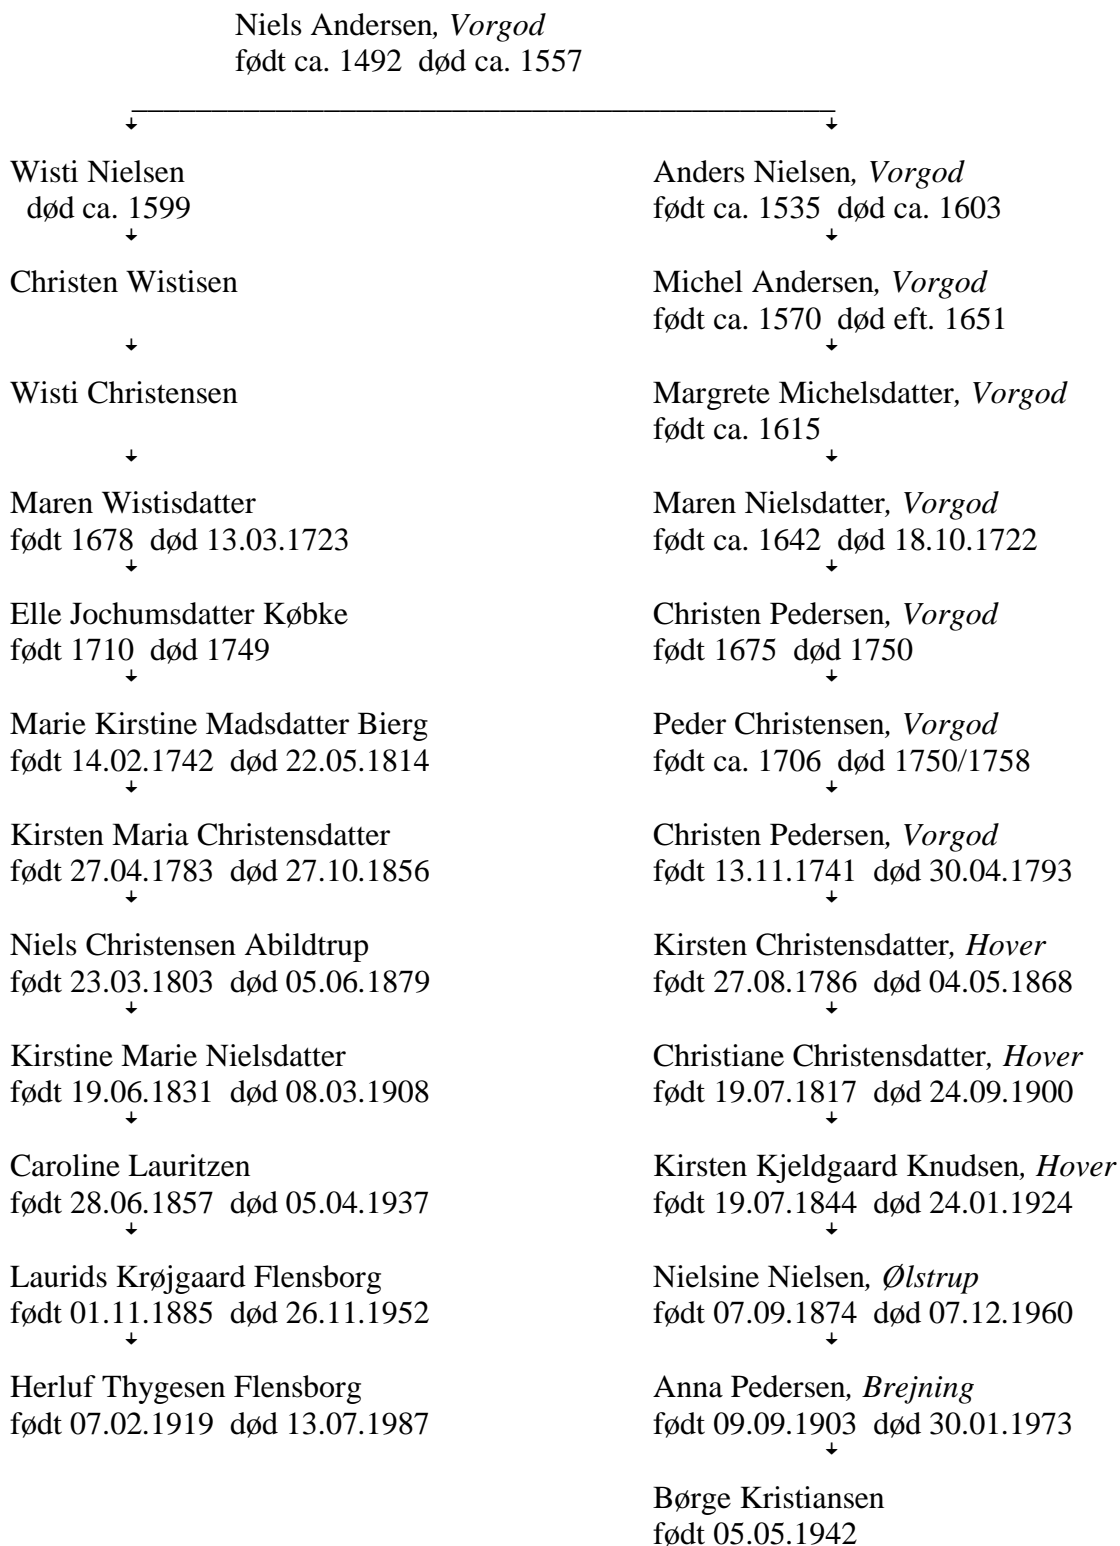 Niels Andersen, Vorgod
født ca. 1492 død ca. 1557
Wisti Nielsen
død ca. 1599
Anders Nielsen, Vorgod
født ca. 1535 død ca. 1603
Christen Wistisen
Michel Andersen, Vorgod
født ca. 1570 død eft. 1651
Wisti Christensen
Margrete Michelsdatter, Vorgod
født ca. 1615
Maren Wistisdatter
født 1678 død 13.03.1723
Maren Nielsdatter, Vorgod
født ca. 1642 død 18.10.1722
Elle Jochumsdatter Købke
født 1710 død 1749
Christen Pedersen, Vorgod
født 1675 død 1750
Marie Kirstine Madsdatter Bierg
født 14.02.1742 død 22.05.1814
Peder Christensen, Vorgod
født ca. 1706 død 1750/1758
Kirsten Maria Christensdatter
født 27.04.1783 død 27.10.1856
Christen Pedersen, Vorgod
født 13.11.1741 død 30.04.1793
Niels Christensen Abildtrup
født 23.03.1803 død 05.06.1879
Kirsten Christensdatter, Hover
født 27.08.1786 død 04.05.1868
Kirstine Marie Nielsdatter
født 19.06.1831 død 08.03.1908
Christiane Christensdatter, Hover
født 19.07.1817 død 24.09.1900
Caroline Lauritzen
født 28.06.1857 død 05.04.1937
Kirsten Kjeldgaard Knudsen, Hover
født 19.07.1844 død 24.01.1924
Laurids Krøjgaard Flensborg
født 01.11.1885 død 26.11.1952
Nielsine Nielsen, Ølstrup
født 07.09.1874 død 07.12.1960
Herluf Thygesen Flensborg
født 07.02.1919 død 13.07.1987
Anna Pedersen, Brejning
født 09.09.1903 død 30.01.1973
Børge Kristiansen
født 05.05.1942